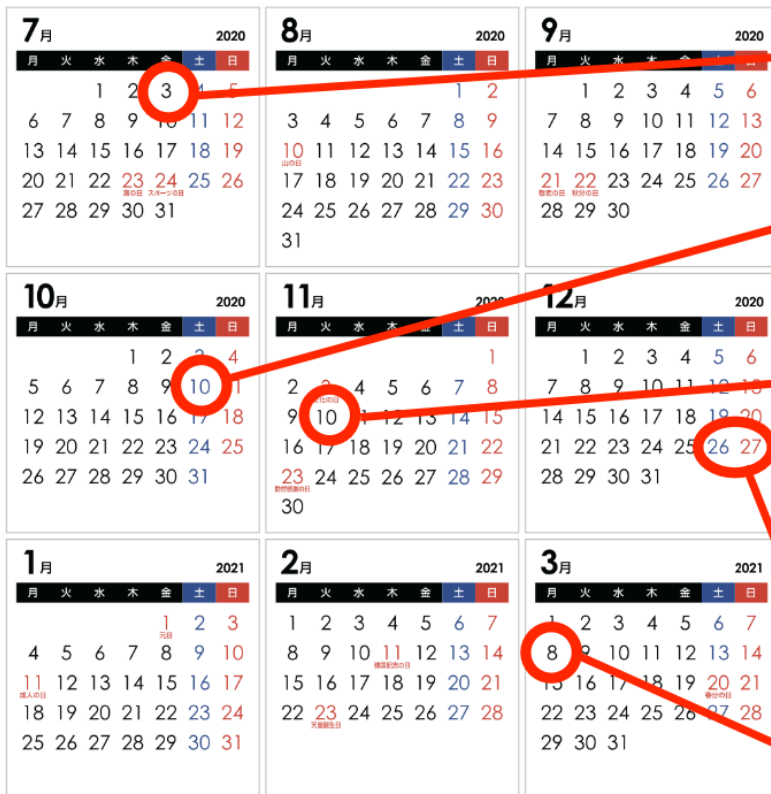 7月 2020
月 火 水 木 金 土 日
1 2 3 4 5
6 7 8 9 10 11 12
13 14 15 16 17 18 19
20 21 22 23 24 25 26
海の日 スポーツの日
27 28 29 30 31
8月 2020
月 火 水 木 金 土 日
1 2
3 4 5 6 7 8 9
10 11 12 13 14 15 16
山の日
17 18 19 20 21 22 23
24 25 26 27 28 29 30
31
9月 2020
月 火 水 木 金 土 日
1 2 3 4 5 6
7 8 9 10 11 12 13
14 15 16 17 18 19 20
21 22 23 24 25 26 27
敬老の日 秋分の日
28 29 30
10月 2020
月 火 水 木 金 土 日
1 2 3 4
5 6 7 8 9 10
12 13 14 15 16 17 18
19 20 21 22 23 24 25
26 27 28 29 30 31
11月 2020
月 火 水 木 金 土 日
1
2 3 4 5 6 7 8
文化の日
9 10 12 13 14 15
16 17 18 19 20 21 22
23 24 25 26 27 28 29
勤労感謝の日
30
12月 2020
月 火 水 木 金 土 日
1 2 3 4 5 6
7 8 9 10 11 12 13
14 15 16 17 18 19 20
21 22 23 24 25 26 27
28 29 30 31
1月 2021
月 火 水 木 金 土 日
1 2 3
元日
4 5 6 7 8 9 10
11 12 13 14 15 16 17
成人の日
18 19 20 21 22 23 24
25 26 27 28 29 30 31
2月 2021
月 火 水 木 金 土 日
1 2 3 4 5 6 7
8 9 10 11 12 13 14
建国記念の日
15 16 17 18 19 20 21
22 23 24 25 26 27 28
天皇誕生日
3月 2021
月 火 水 木 金 土 日
1 2 3 4 5 6 7
8 9 10 11 12 13 14
15 16 17 18 19 20 21
春分の日
22 23 24 25 26 27 28
29 30 31